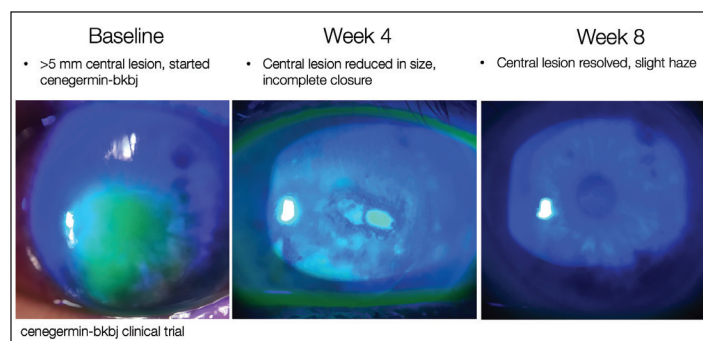 Baseline
• >5 mm central lesion, started
cenegermin-bkbj
Week 4
• Central lesion reduced in size,
incomplete closure
Week 8
• Central lesion resolved, slight haze
cenegermin-bkbj clinical trial